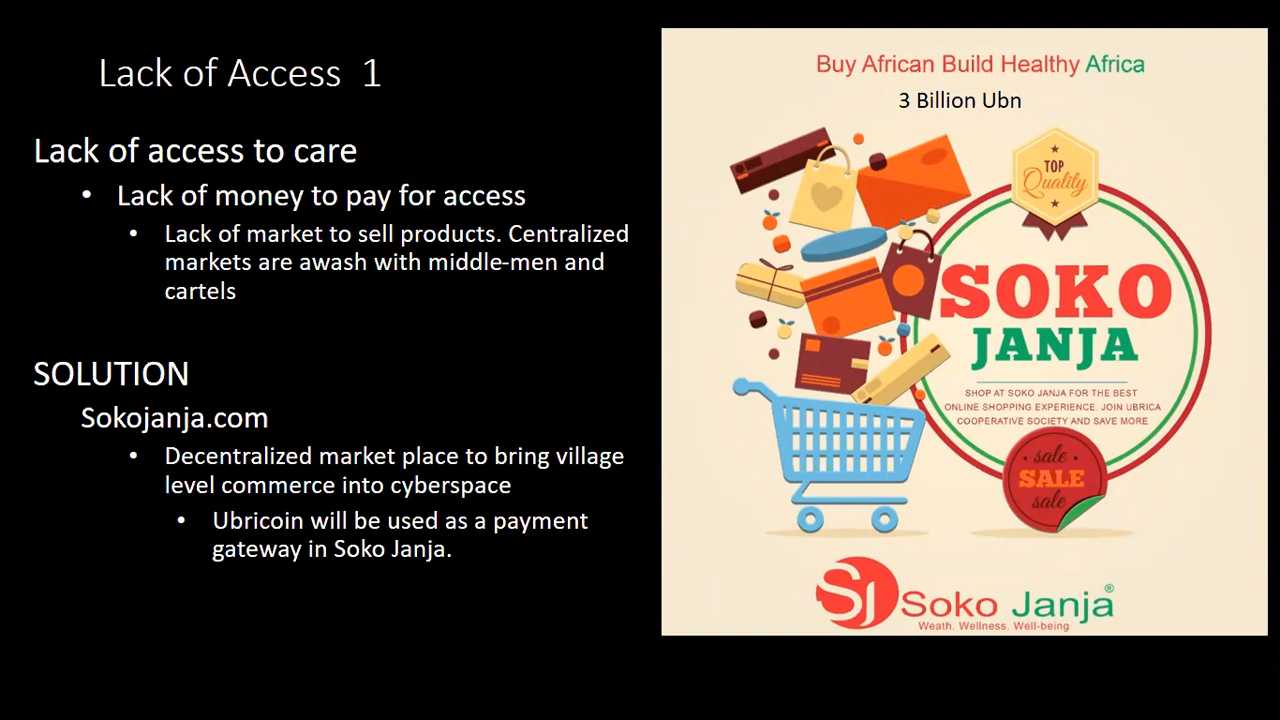 Lack of Access 1
Lack of access to care
• Lack of money to pay for access
• Lack of market to sell products. Centralized
markets are awash with middle-men and
cartels
SOLUTION
Sokojanja.com
• Decentralized market place to bring village
level commerce into cyberspace
• Ubricoin will be used as a payment
gateway in Soko Janja.
Buy African Build Healthy Africa
3 Billion Ubn
TOP
Quality
SOKO
JANJA
SHOP AT SOKO JANJA FOR THE BEST
ONLINE SHOPPING EXPERIENCE. JOIN UBRICA
COOPERATIVE SOCIETY AND SAVE MORE
sale
SALE
sale
SJ Soko Janja®
Weath. Wellness. Well-being